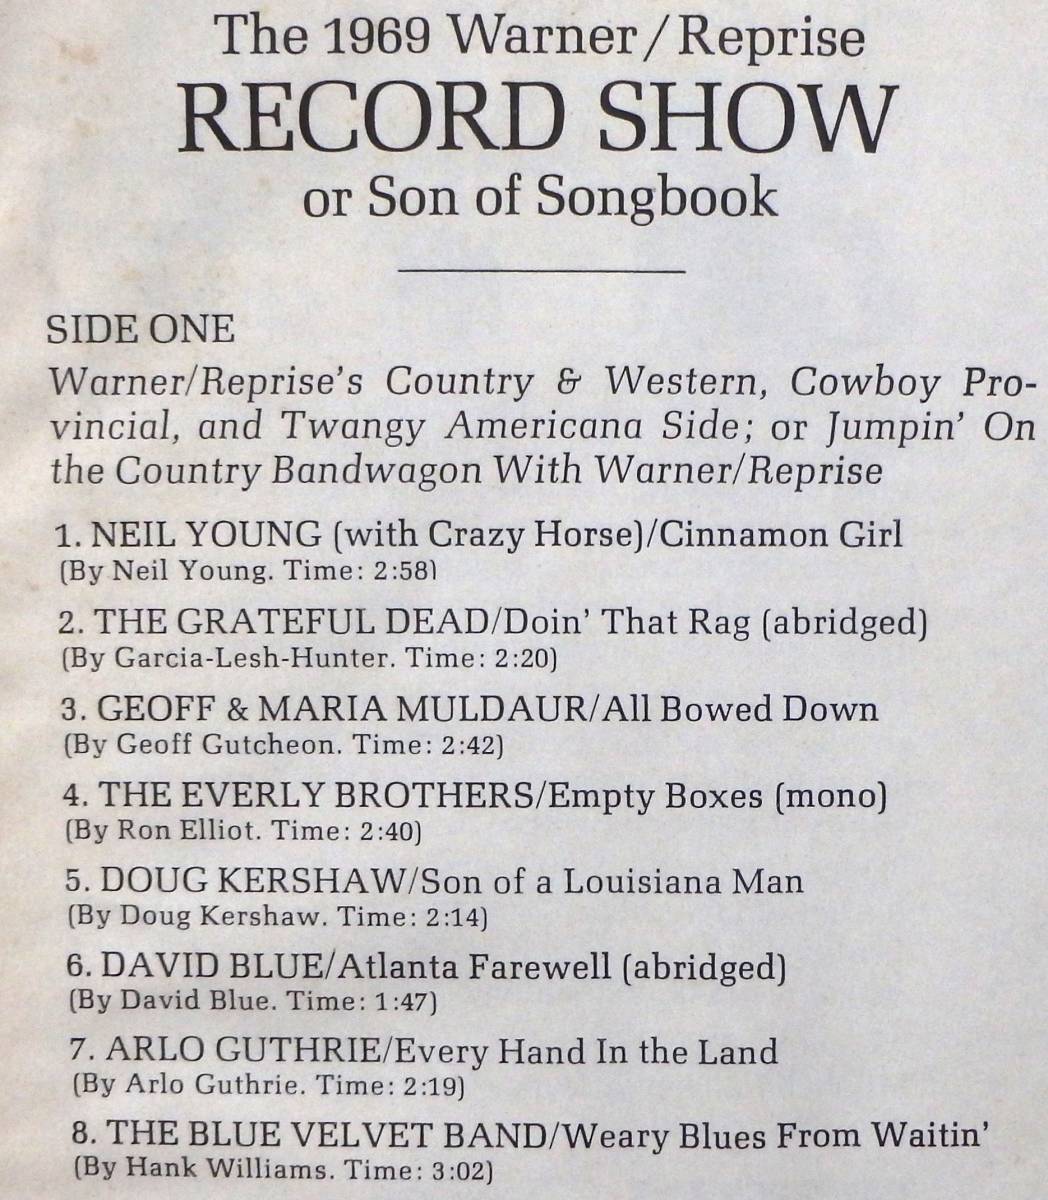 The 1969 Warner/Reprise
RECORD SHOW
or Son of Songbook
SIDE ONE
Warner/Reprise's Country & Western, Cowboy Pro-
vincial, and Twangy Americana Side; or Jumpin' On
the Country Bandwagon With Warner/Reprise
1. NEIL YOUNG (with Crazy Horse)/Cinnamon Girl
(By Neil Young. Time: 2:58)
2. THE GRATEFUL DEAD/Doin' That Rag (abridged)
(By Garcia-Lesh-Hunter. Time: 2:20)
3. GEOFF & MARIA MULDAUR/All Bowed Down
(By Geoff Gutcheon. Time: 2:42)
4. THE EVERLY BROTHERS/Empty Boxes (mono)
(By Ron Elliot. Time: 2:40)
5. DOUG KERSHAW/Son of a Louisiana Man
(By Doug Kershaw. Time: 2:14)
6. DAVID BLUE/Atlanta Farewell (abridged)
(By David Blue. Time: 1:47)
7. ARLO GUTHRIE/Every Hand In the Land
(By Arlo Guthrie. Time: 2:19)
8. THE BLUE VELVET BAND/Weary Blues From Waitin'
(By Hank Williams. Time: 3:02)